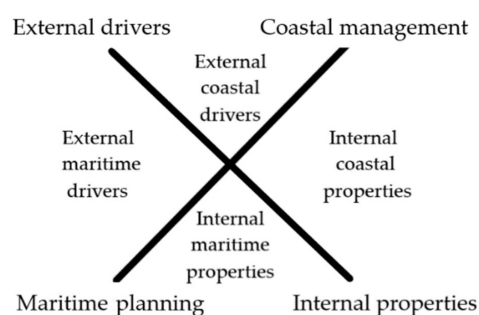 External drivers
Coastal management
External
coastal
drivers
External
maritime
drivers
Internal
coastal
properties
Internal
maritime
properties
Maritime planning
Internal properties